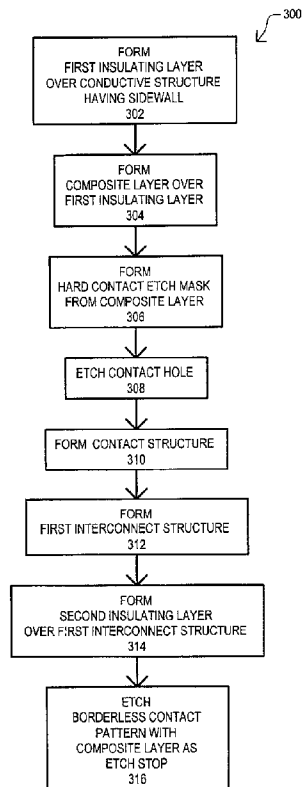 300
FORM
FIRST INSULATING LAYER
OVER CONDUCTIVE STRUCTURE
HAVING SIDEWALL
302
FORM
COMPOSITE LAYER OVER
FIRST INSULATING LAYER
304
FORM
HARD CONTACT ETCH MASK
FROM COMPOSITE LAYER
306
ETCH CONTACT HOLE
308
FORM CONTACT STRUCTURE
310
FORM
FIRST INTERCONNECT STRUCTURE
312
FORM
SECOND INSULATING LAYER
OVER FIRST INTERCONNECT STRUCTURE
314
ETCH
BORDERLESS CONTACT
PATTERN WITH
COMPOSITE LAYER AS
ETCH STOP
316